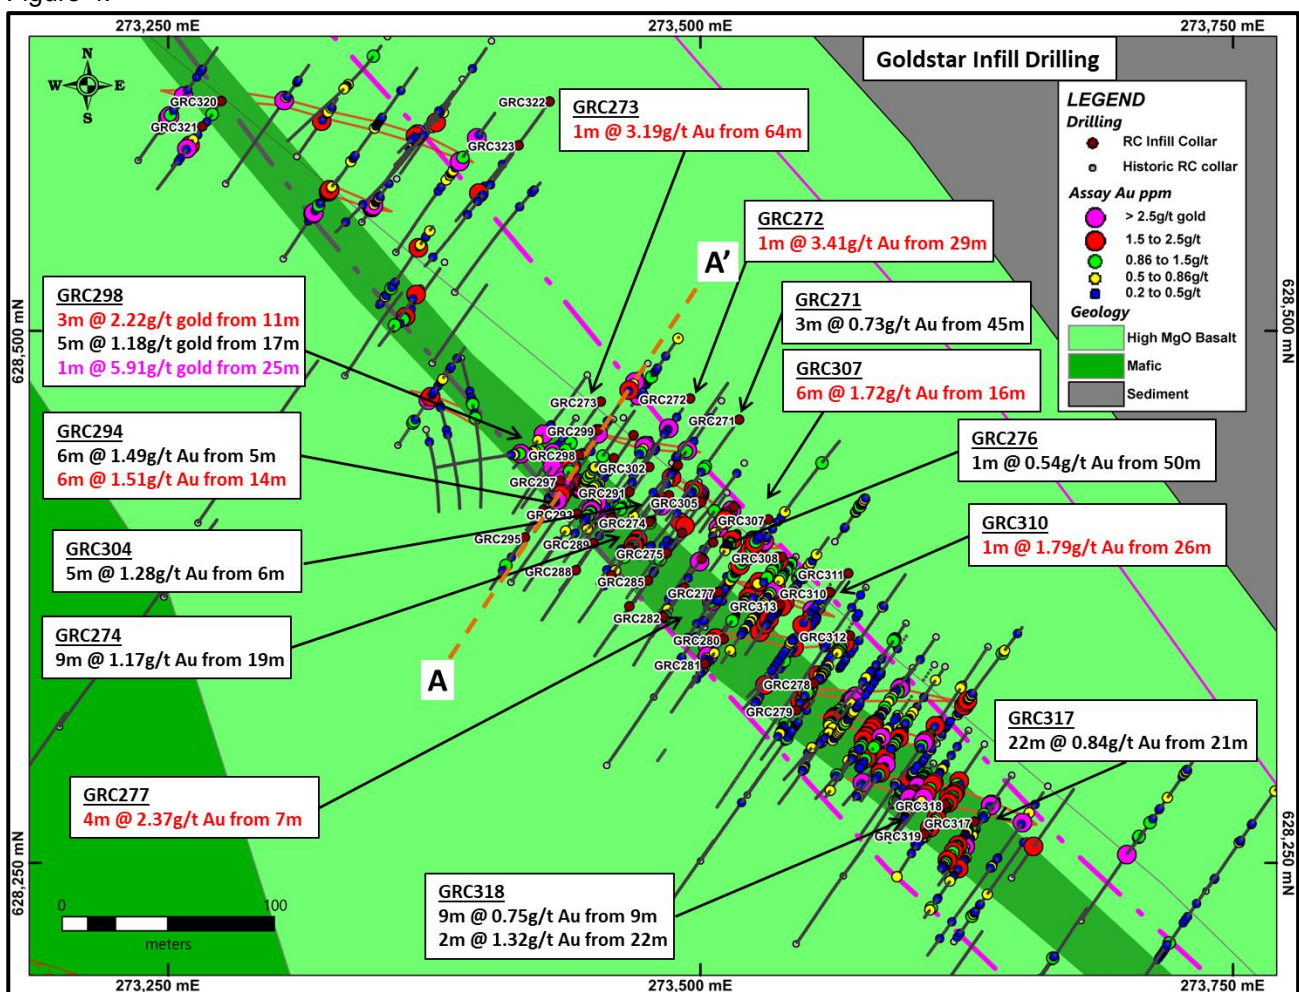 273,250 mE
273,500 mE
273,750 mE
Goldstar Infill Drilling
N
W
E
S
LEGEND
Drilling
RC Infill Collar
Historic RC collar
Assay Au ppm
> 2.5g/t gold
1.5 to 2.5g/t
0.86 to 1.5g/t
0.5 to 0.86g/t
0.2 to 0.5g/t
Geology
High MgO Basalt
Mafic
Sediment
GRC320
GRC321
GRC322
GRC323
GRC273
1m @ 3.19g/t Au from 64m
GRC272
1m @ 3.41g/t Au from 29m
A'
GRC271
3m @ 0.73g/t Au from 45m
GRC298
3m @ 2.22g/t gold from 11m
5m @ 1.18g/t gold from 17m
1m @ 5.91g/t gold from 25m
628,500 mN
628,500 mN
GRC307
6m @ 1.72g/t Au from 16m
GRC294
6m @ 1.49g/t Au from 5m
6m @ 1.51g/t Au from 14m
GRC276
1m @ 0.54g/t Au from 50m
GRC273
GRC272
GRC271
GRC299
GRC298
GRC302
GRC297
GRC291
GRC305
GRC293
GRC274
GRC307
GRC295
GRC289
GRC275
GRC308
GRC288
GRC285
GRC311
GRC277
GRC310
GRC313
GRC282
GRC280
GRC312
GRC281
GRC278
GRC279
GRC310
1m @ 1.79g/t Au from 26m
GRC304
5m @ 1.28g/t Au from 6m
GRC274
9m @ 1.17g/t Au from 19m
A
GRC317
22m @ 0.84g/t Au from 21m
GRC277
4m @ 2.37g/t Au from 7m
GRC318
GRC317
GRC319
628,250 mN
628,250 mN
GRC318
9m @ 0.75g/t Au from 9m
2m @ 1.32g/t Au from 22m
0
100
meters
273,250 mE
273,500 mE
273,750 mE